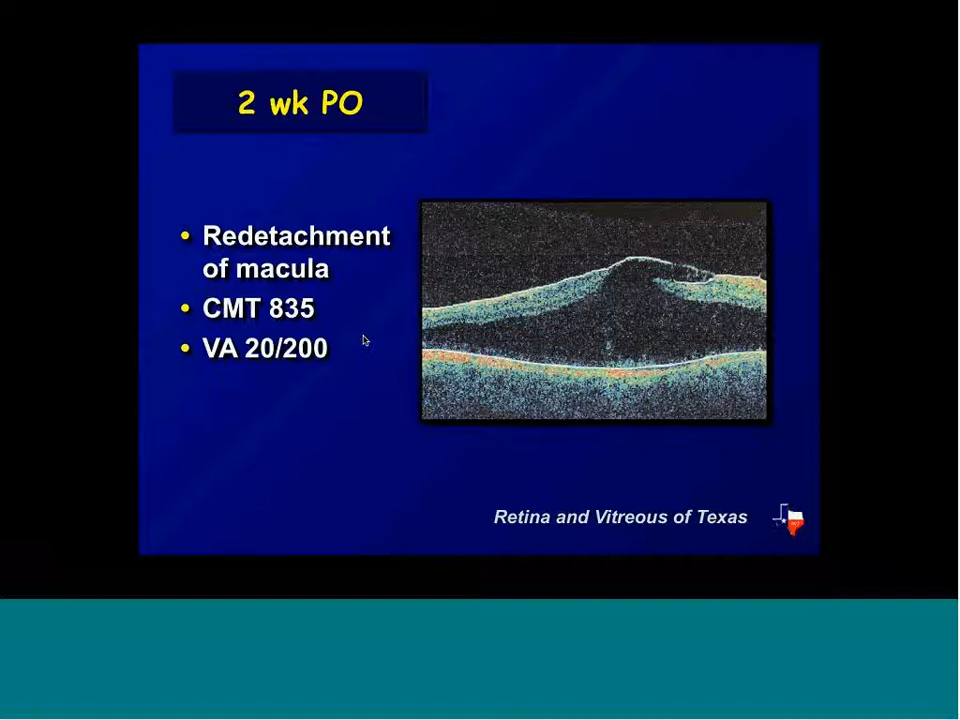 2 wk PO
• Redetachment
of macula
• CMT 835
• VA 20/200
Retina and Vitreous of Texas